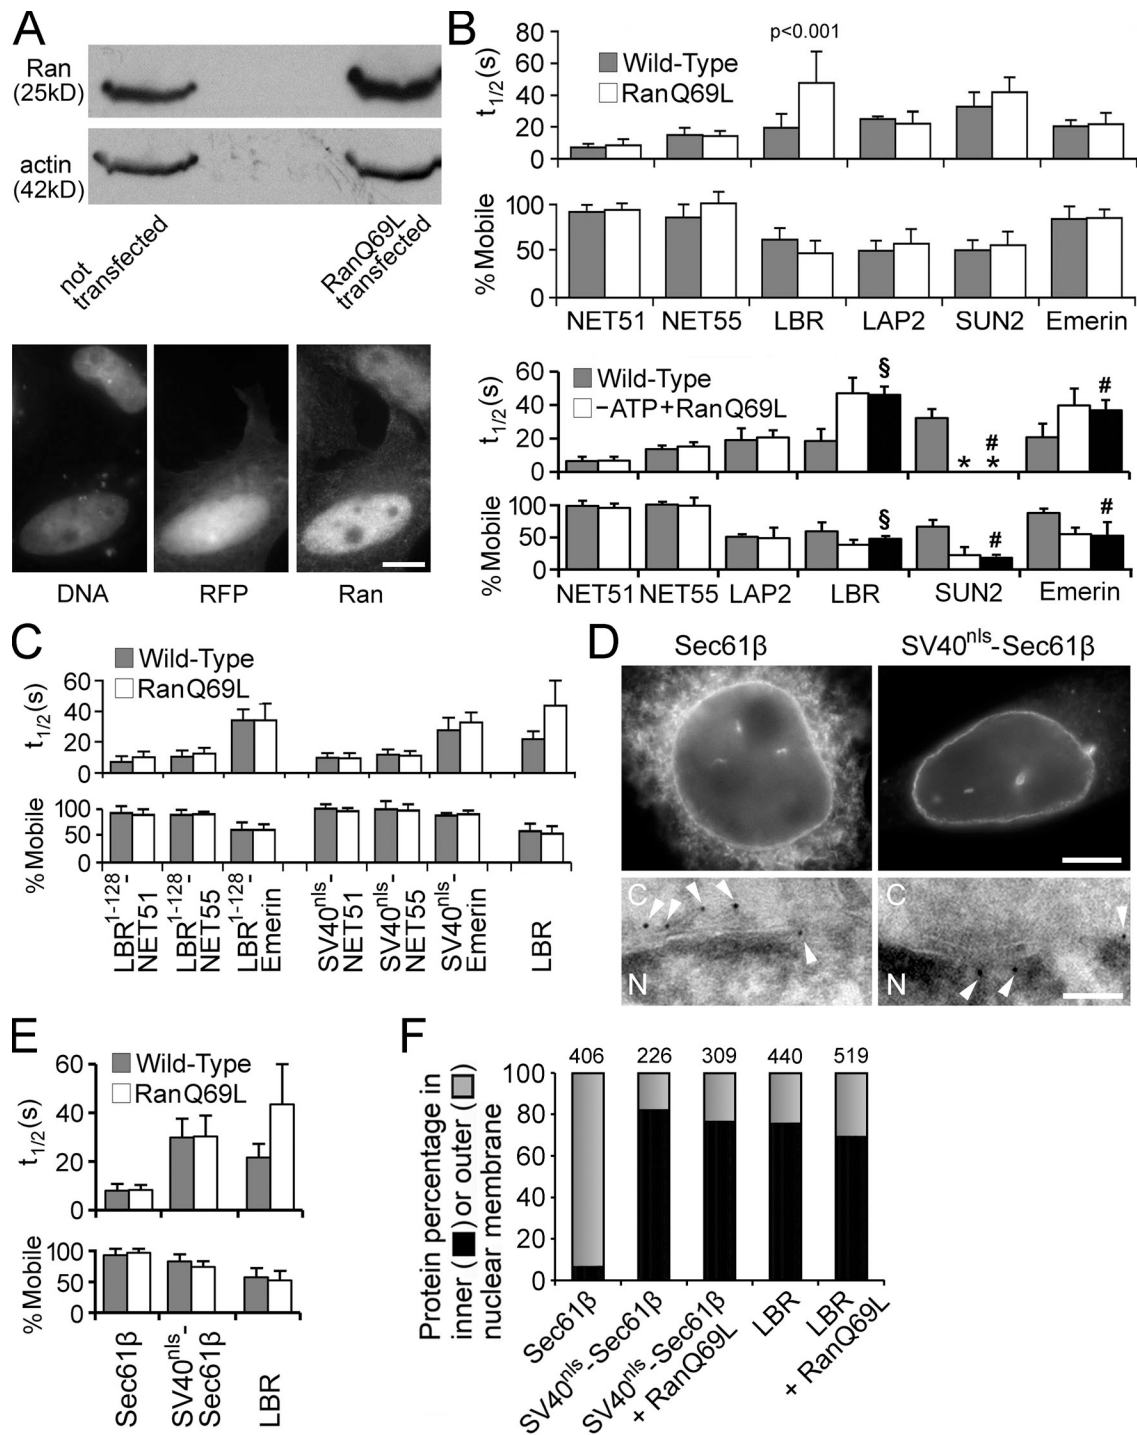 A
Ran
(25kD)
actin
(42kD)
not
transfected
RanQ69L
transfected
DNA
RFP
Ran
B
t1/2(s)
80
60
40
20
0
Wild-Type
RanQ69L
p<0.001
% Mobile
100
50
0
NET51
NET55
LBR
LAP2
SUN2
Emerin
t1/2(s)
60
40
20
0
Wild-Type
-ATP+RanQ69L
§
*
#
*
#
% Mobile
100
50
0
§
#
#
NET51
NET55
LAP2
LBR
SUN2
Emerin
C
t1/2(s)
60
40
20
0
Wild-Type
RanQ69L
% Mobile
100
50
0
LBR1-128-
NET51
LBR1-128-
NET55
LBR1-128-
Emerin
SV40nls-
NET51
SV40nls-
NET55
SV40nls-
Emerin
LBR
D
Sec61β
SV40nls-Sec61β
C
N
C
N
E
t1/2(s)
60
40
20
0
Wild-Type
RanQ69L
% Mobile
100
50
0
Sec61β
SV40nls-
Sec61β
LBR
F
Protein percentage in
inner ( ) or outer ( )
nuclear membrane
100
80
60
40
20
0
406
226
309
440
519
Sec61β
SV40nls-Sec61β
SV40nls-Sec61β
+ RanQ69L
LBR
LBR
+ RanQ69L